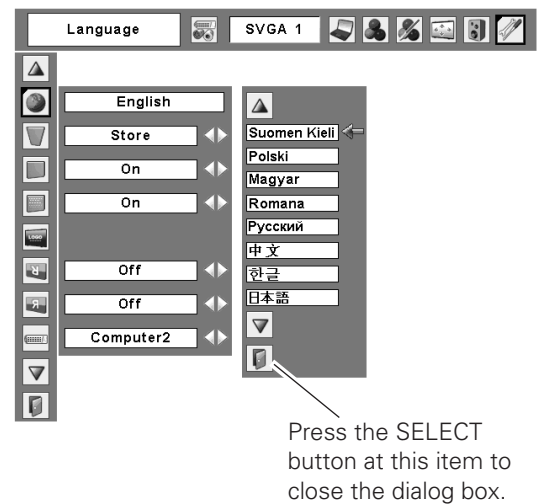 Language
SVGA 1
English
Store
On
On
LOGO
Off
R
Off
R
Computer2
Suomen Kieli
Polski
Magyar
Romana
Русский
中文
한글
日本語
Press the SELECT
button at this item to
close the dialog box.